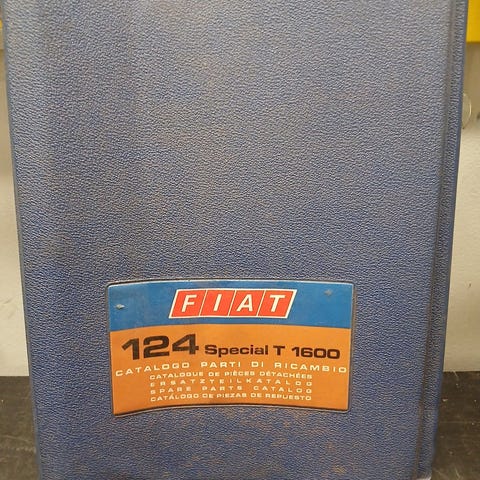 FIAT
124 Special T 1600
CATALOGO PARTI DI RICAMBIO
CATALOGUE DE PIÈCES DÉTACHÉES
ERSATZTEILKATALOG
SPARE PARTS CATALOG
CATÁLOGO DE PIEZAS DE REPUESTO